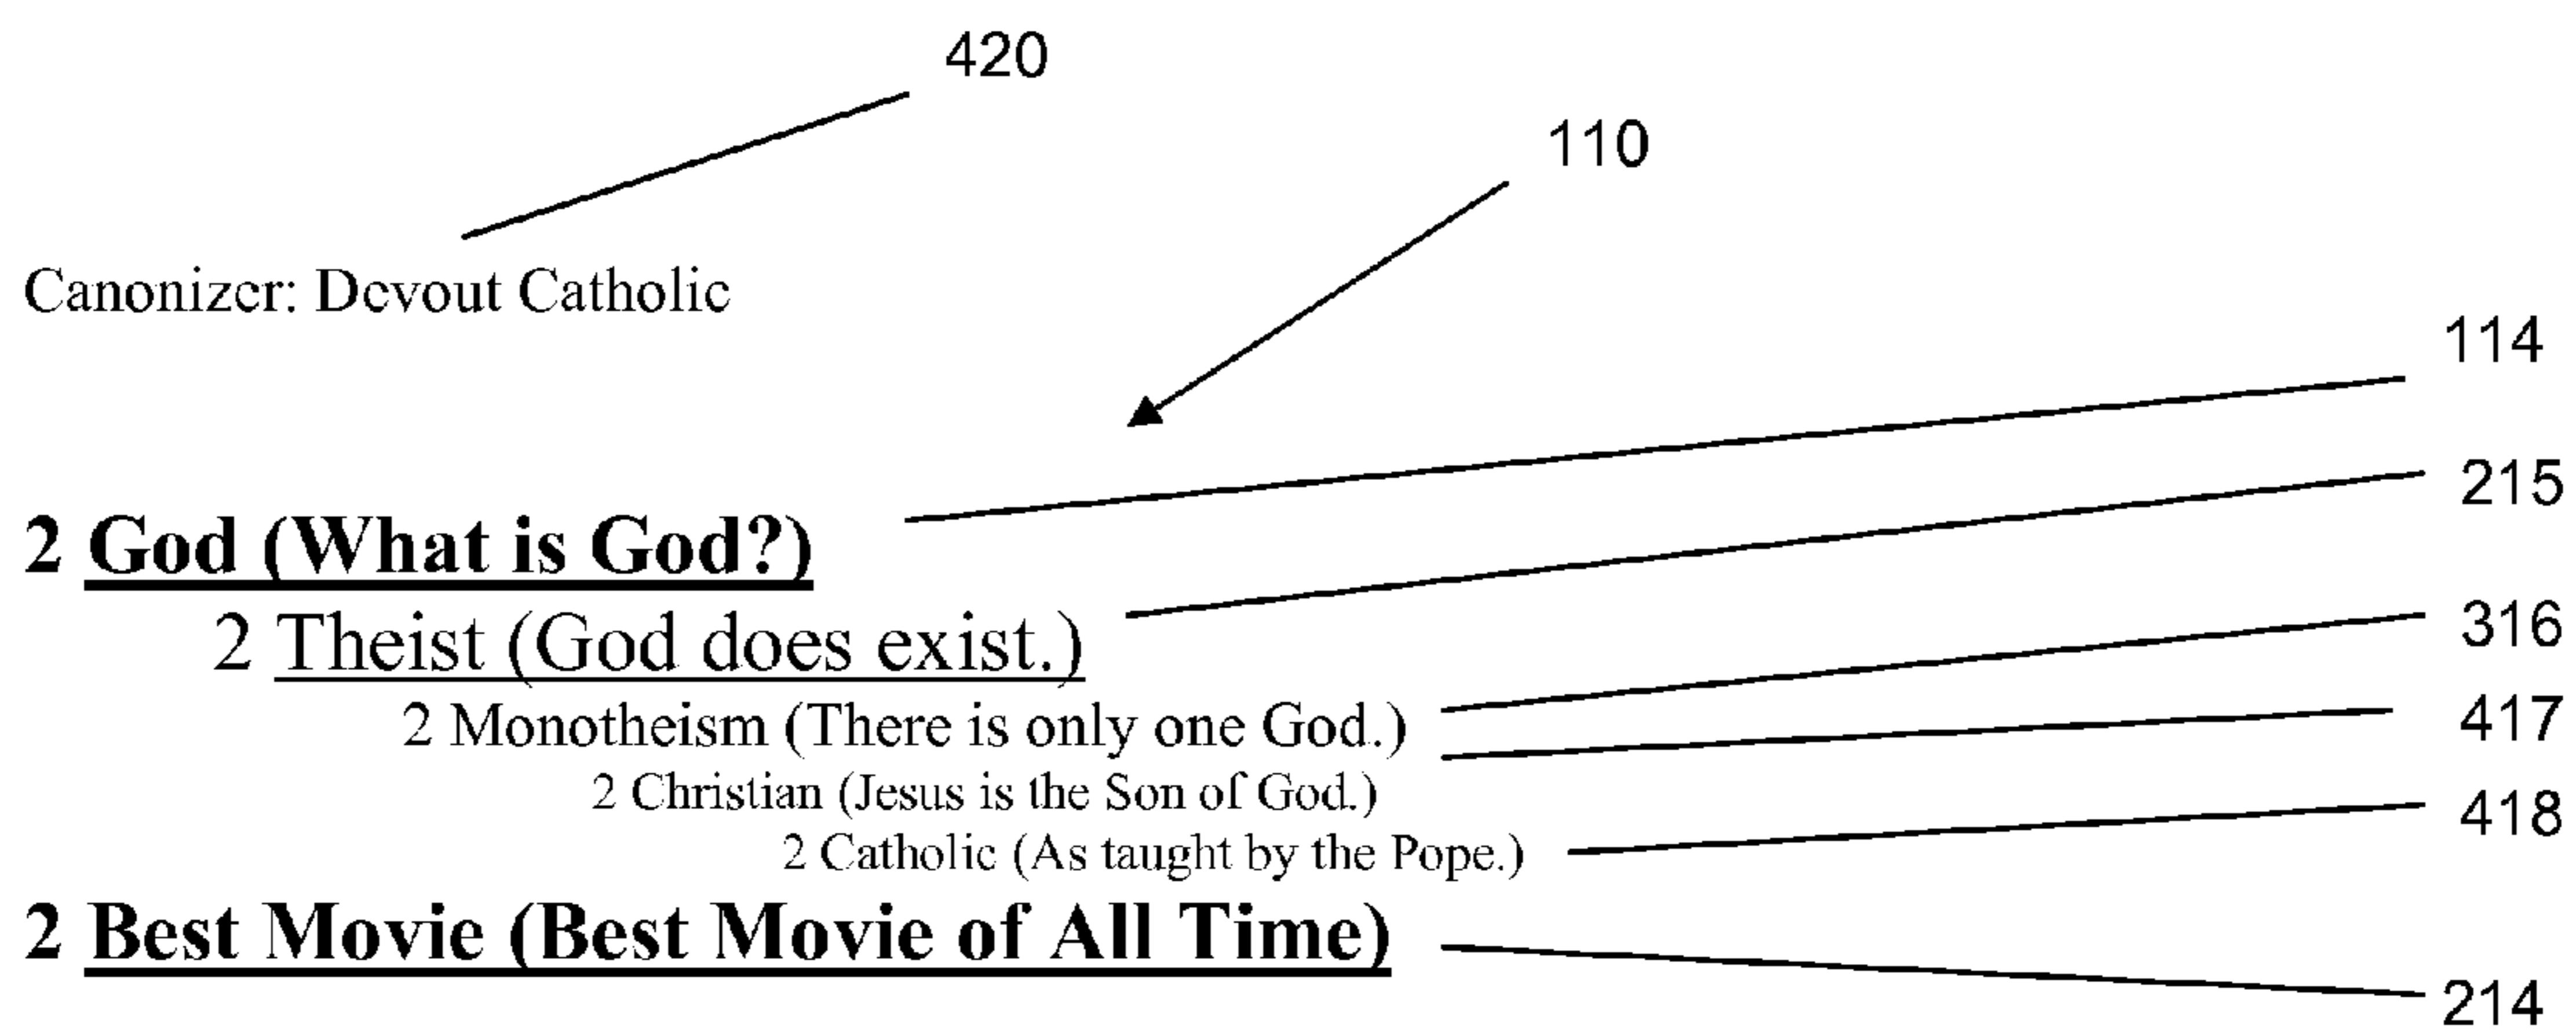 420
110
Canonizer: Devout Catholic
114
215
2 God (What is God?)
316
2 Theist (God does exist.)
417
2 Monotheism (There is only one God.)
2 Christian (Jesus is the Son of God.)
418
2 Catholic (As taught by the Pope.)
2 Best Movie (Best Movie of All Time)
214